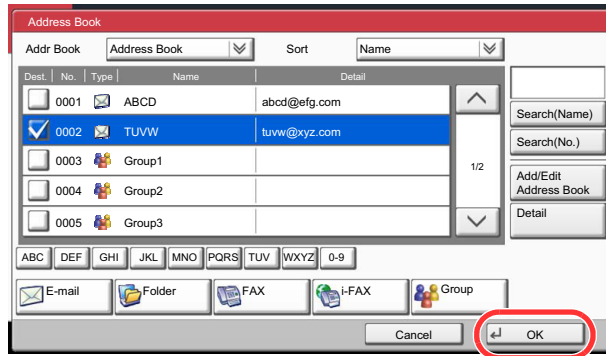 Address Book
Addr Book Address Book Sort Name
Dest. No. Type Name Detail
0001 ABCD abcd@efg.com
Search(Name)
0002 TUVW tuvw@xyz.com
Search(No.)
0003 Group1
1/2
Add/Edit
Address Book
0004 Group2
Detail
0005 Group3
ABC DEF GHI JKL MNO PQRS TUV WXYZ 0-9
E-mail Folder FAX i-FAX Group
Cancel OK